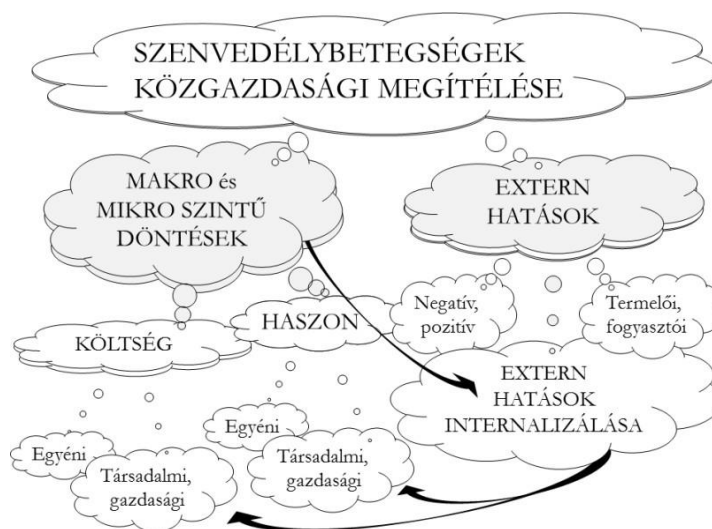 SZENVEDÉLYBETEGSÉGEK
KÖZGAZDASÁGI MEGÍTÉLÉSE
MAKRO és
MIKRO SZINTŰ
DÖNTÉSEK
EXTERN
HATÁSOK
KÖLTSÉG
HASZON
Negatív,
pozitív
Termelői,
fogyasztói
EXTERN
HATÁSOK
INTERNALIZÁLÁSA
Egyéni
Társadalmi,
gazdasági
Egyéni
Társadalmi,
gazdasági